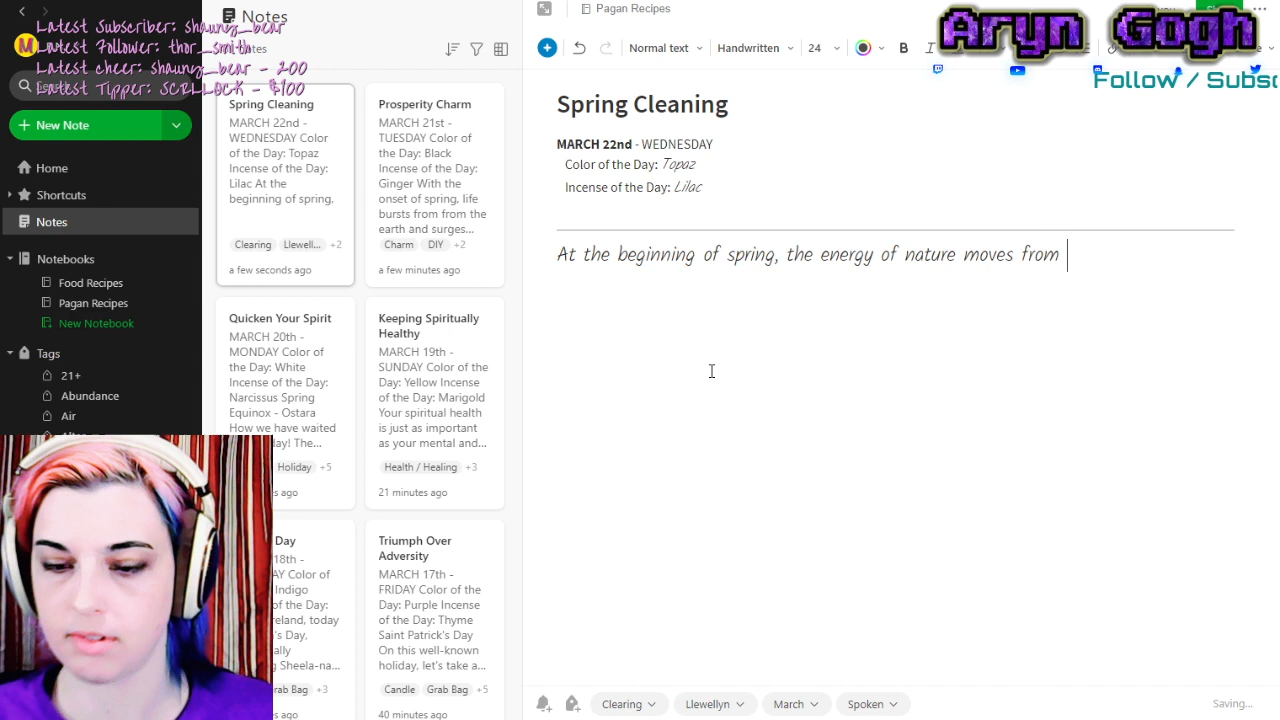 Latest Subscriber: shauny_bear
Latest Follower: thor_smith
Latest cheer: shauny_bear - 200
Latest Tipper: SCRLLOCK - $100
M
New Note
Home
Shortcuts
Notes
Notebooks
Food Recipes
Pagan Recipes
New Notebook
Tags
21+
Abundance
Air
Notes
Spring Cleaning
MARCH 22nd -
WEDNESDAY Color
of the Day: Topaz
Incense of the Day:
Lilac At the
beginning of spring,
Clearing Llewell... +2
a few seconds ago
Prosperity Charm
MARCH 21st -
TUESDAY Color of
the Day: Black
Incense of the Day:
Ginger With the
onset of spring, life
bursts from from the
earth and surges...
Charm DIY +2
a few minutes ago
Quicken Your Spirit
MARCH 20th -
MONDAY Color of
the Day: White
Incense of the Day:
Narcissus Spring
Equinox - Ostara
How we have waited
day! The...
Holiday +5
ago
Keeping Spiritually
Healthy
MARCH 19th -
SUNDAY Color of the
Day: Yellow Incense
of the Day: Marigold
Your spiritual health
is just as important
as your mental and...
Health / Healing +3
21 minutes ago
Day
18th -
Color of
Indigo
of the Day:
reland, today
's Day,
ally
Sheela-na...
Grab Bag +3
ago
Triumph Over
Adversity
MARCH 17th -
FRIDAY Color of the
Day: Purple Incense
of the Day: Thyme
Saint Patrick's Day
On this well-known
holiday, let's take a...
Candle Grab Bag +5
40 minutes ago
Pagan Recipes
Normal text Handwritten 24 B I
Aryn Gogh
Follow / Subsc
Spring Cleaning
MARCH 22nd - WEDNESDAY
Color of the Day: Topaz
Incense of the Day: Lilac
At the beginning of spring, the energy of nature moves from
Clearing Llewellyn March Spoken
Saving...